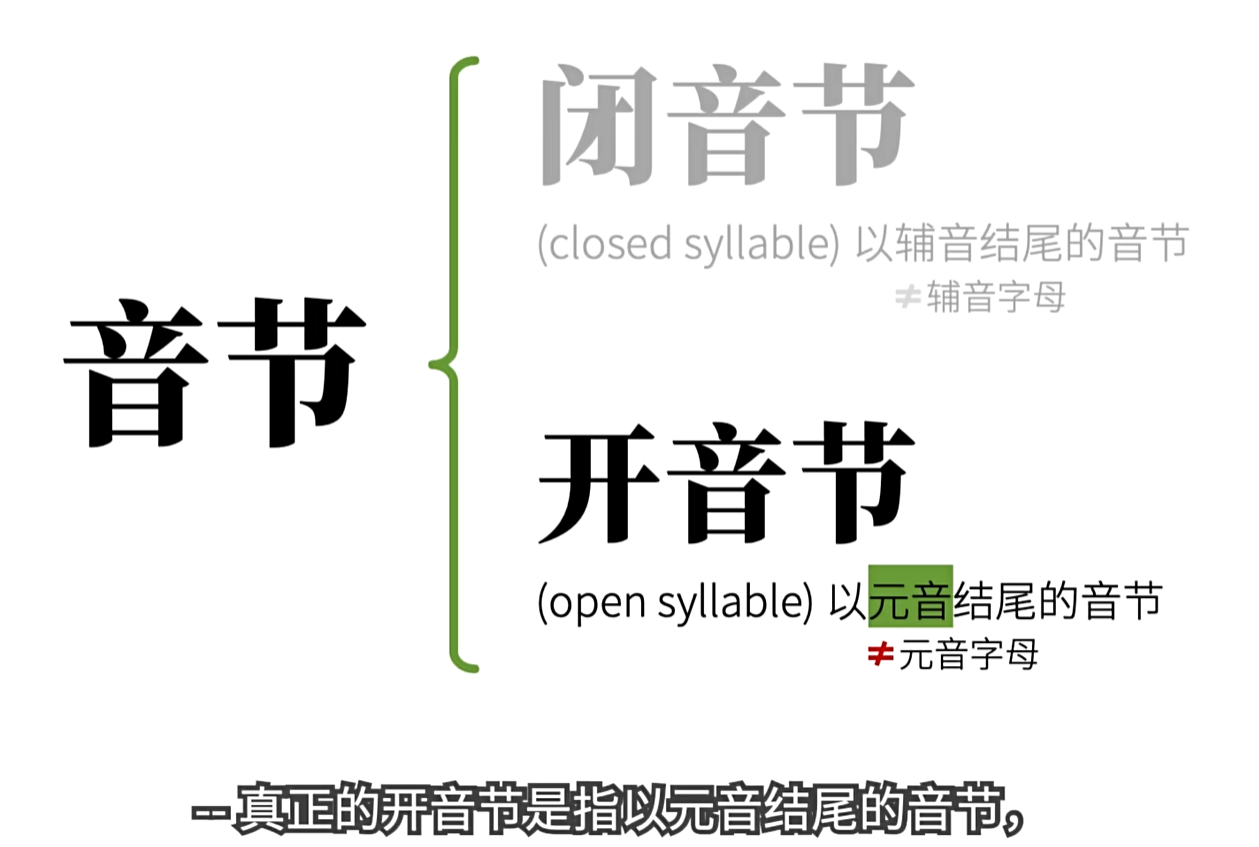 音节
闭音节
(closed syllable) 以辅音结尾的音节
≠辅音字母
开音节
(open syllable) 以元音结尾的音节
≠元音字母
--真正的开音节是指以元音结尾的音节，